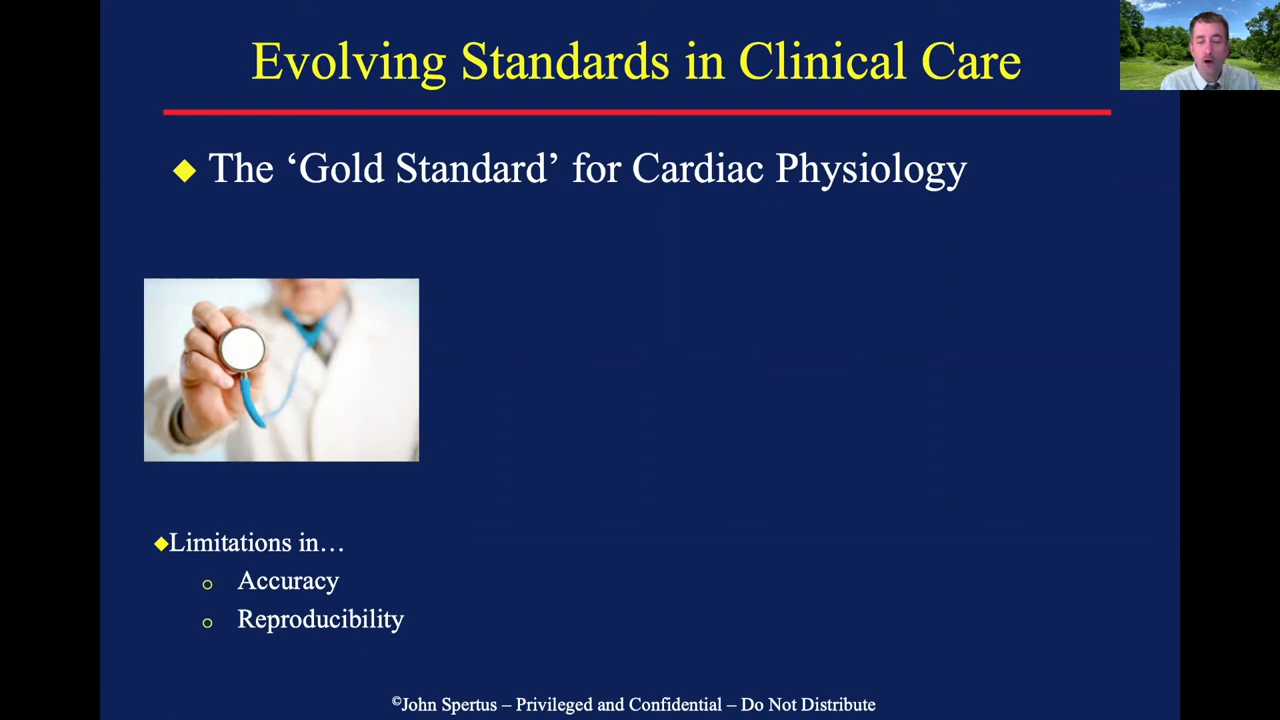 Evolving Standards in Clinical Care
The ‘Gold Standard’ for Cardiac Physiology
Limitations in…
Accuracy
Reproducibility
©John Spertus – Privileged and Confidential – Do Not Distribute